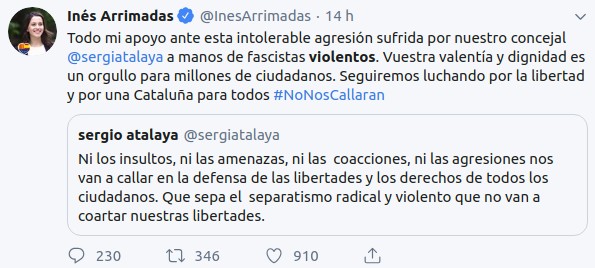 Inés Arrimadas @InesArrimadas · 14 h
Todo mi apoyo ante esta intolerable agresión sufrida por nuestro concejal
@sergiatalaya a manos de fascistas violentos. Vuestra valentía y dignidad es
un orgullo para millones de ciudadanos. Seguiremos luchando por la libertad
y por una Cataluña para todos #NoNosCallaran
sergio atalaya @sergiatalaya
Ni los insultos, ni las amenazas, ni las coacciones, ni las agresiones nos
van a callar en la defensa de las libertades y los derechos de todos los
ciudadanos. Que sepa el separatismo radical y violento que no van a
coartar nuestras libertades.
230 346 910